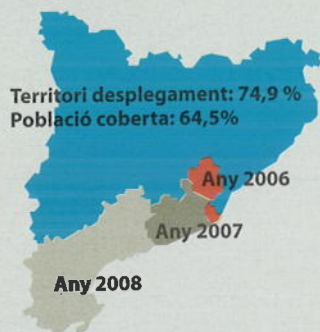 Territori desplegament: 74,9 %
Població coberta: 64,5%
Any 2006
Any 2007
Any 2008